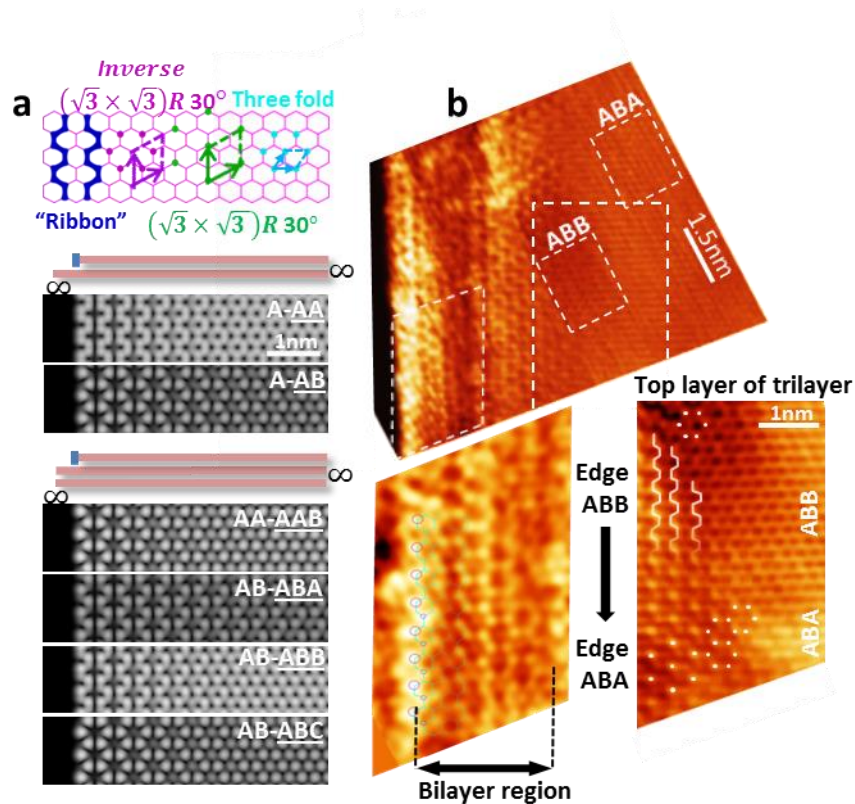 a
Inverse
(√3 × √3)R 30°
Three fold
"Ribbon"
(√3 × √3)R 30°
∞
∞
A-AA
1nm
A-AB
∞
∞
AA-AAB
AB-ABA
AB-ABB
AB-ABC
b
ABA
ABB
1.5nm
Top layer of trilayer
1nm
Edge
ABB
Edge
ABA
ABB
ABA
Bilayer region